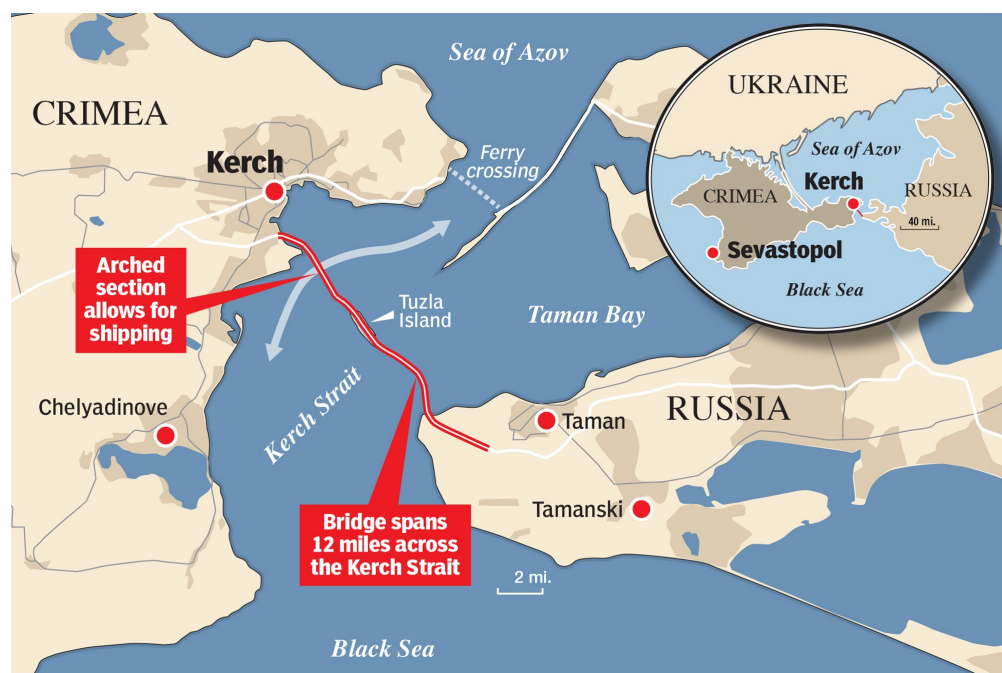 Sea of Azov
CRIMEA
Kerch
Ferry
crossing
Arched
section
allows for
shipping
Tuzla
Island
Taman Bay
Kerch Strait
Chelyadinove
RUSSIA
Taman
Tamanski
Bridge spans
12 miles across
the Kerch Strait
2 mi.
Black Sea
UKRAINE
Sea of Azov
Kerch
CRIMEA
RUSSIA
40 mi.
Sevastopol
Black Sea